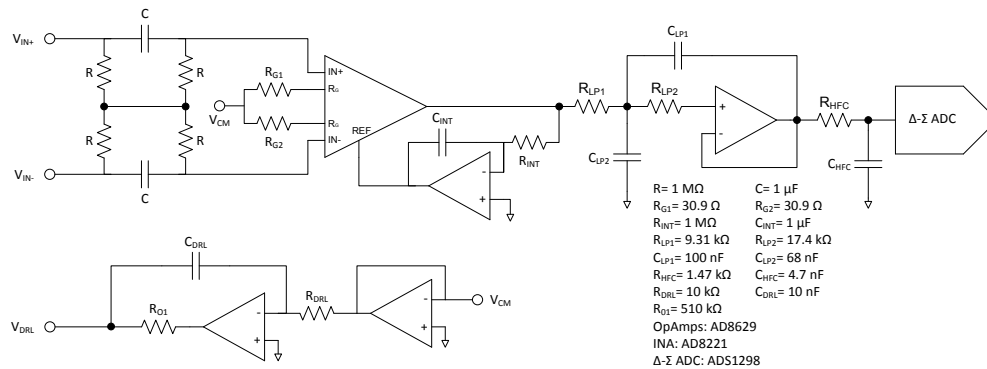 C
C_LP1
V_IN+
R
R
R_G1
IN+
R_G
V_CM
R_G
R_G2
IN-
REF
C_INT
R_INT
R_LP1
R_LP2
+
-
R_HFC
Δ-Σ ADC
R
R
V_IN-
C
-
+
C_LP2
C_HFC
R= 1 MΩ C= 1 µF
R_G1= 30.9 Ω R_G2= 30.9 Ω
R_INT= 1 MΩ C_INT= 1 µF
R_LP1= 9.31 kΩ R_LP2= 17.4 kΩ
C_LP1= 100 nF C_LP2= 68 nF
R_HFC= 1.47 kΩ C_HFC= 4.7 nF
R_DRL= 10 kΩ C_DRL= 10 nF
R_O1= 510 kΩ
OpAmps: AD8629
INA: AD8221
Δ-Σ ADC: ADS1298
C_DRL
V_DRL
R_O1
-
+
R_DRL
-
+
V_CM